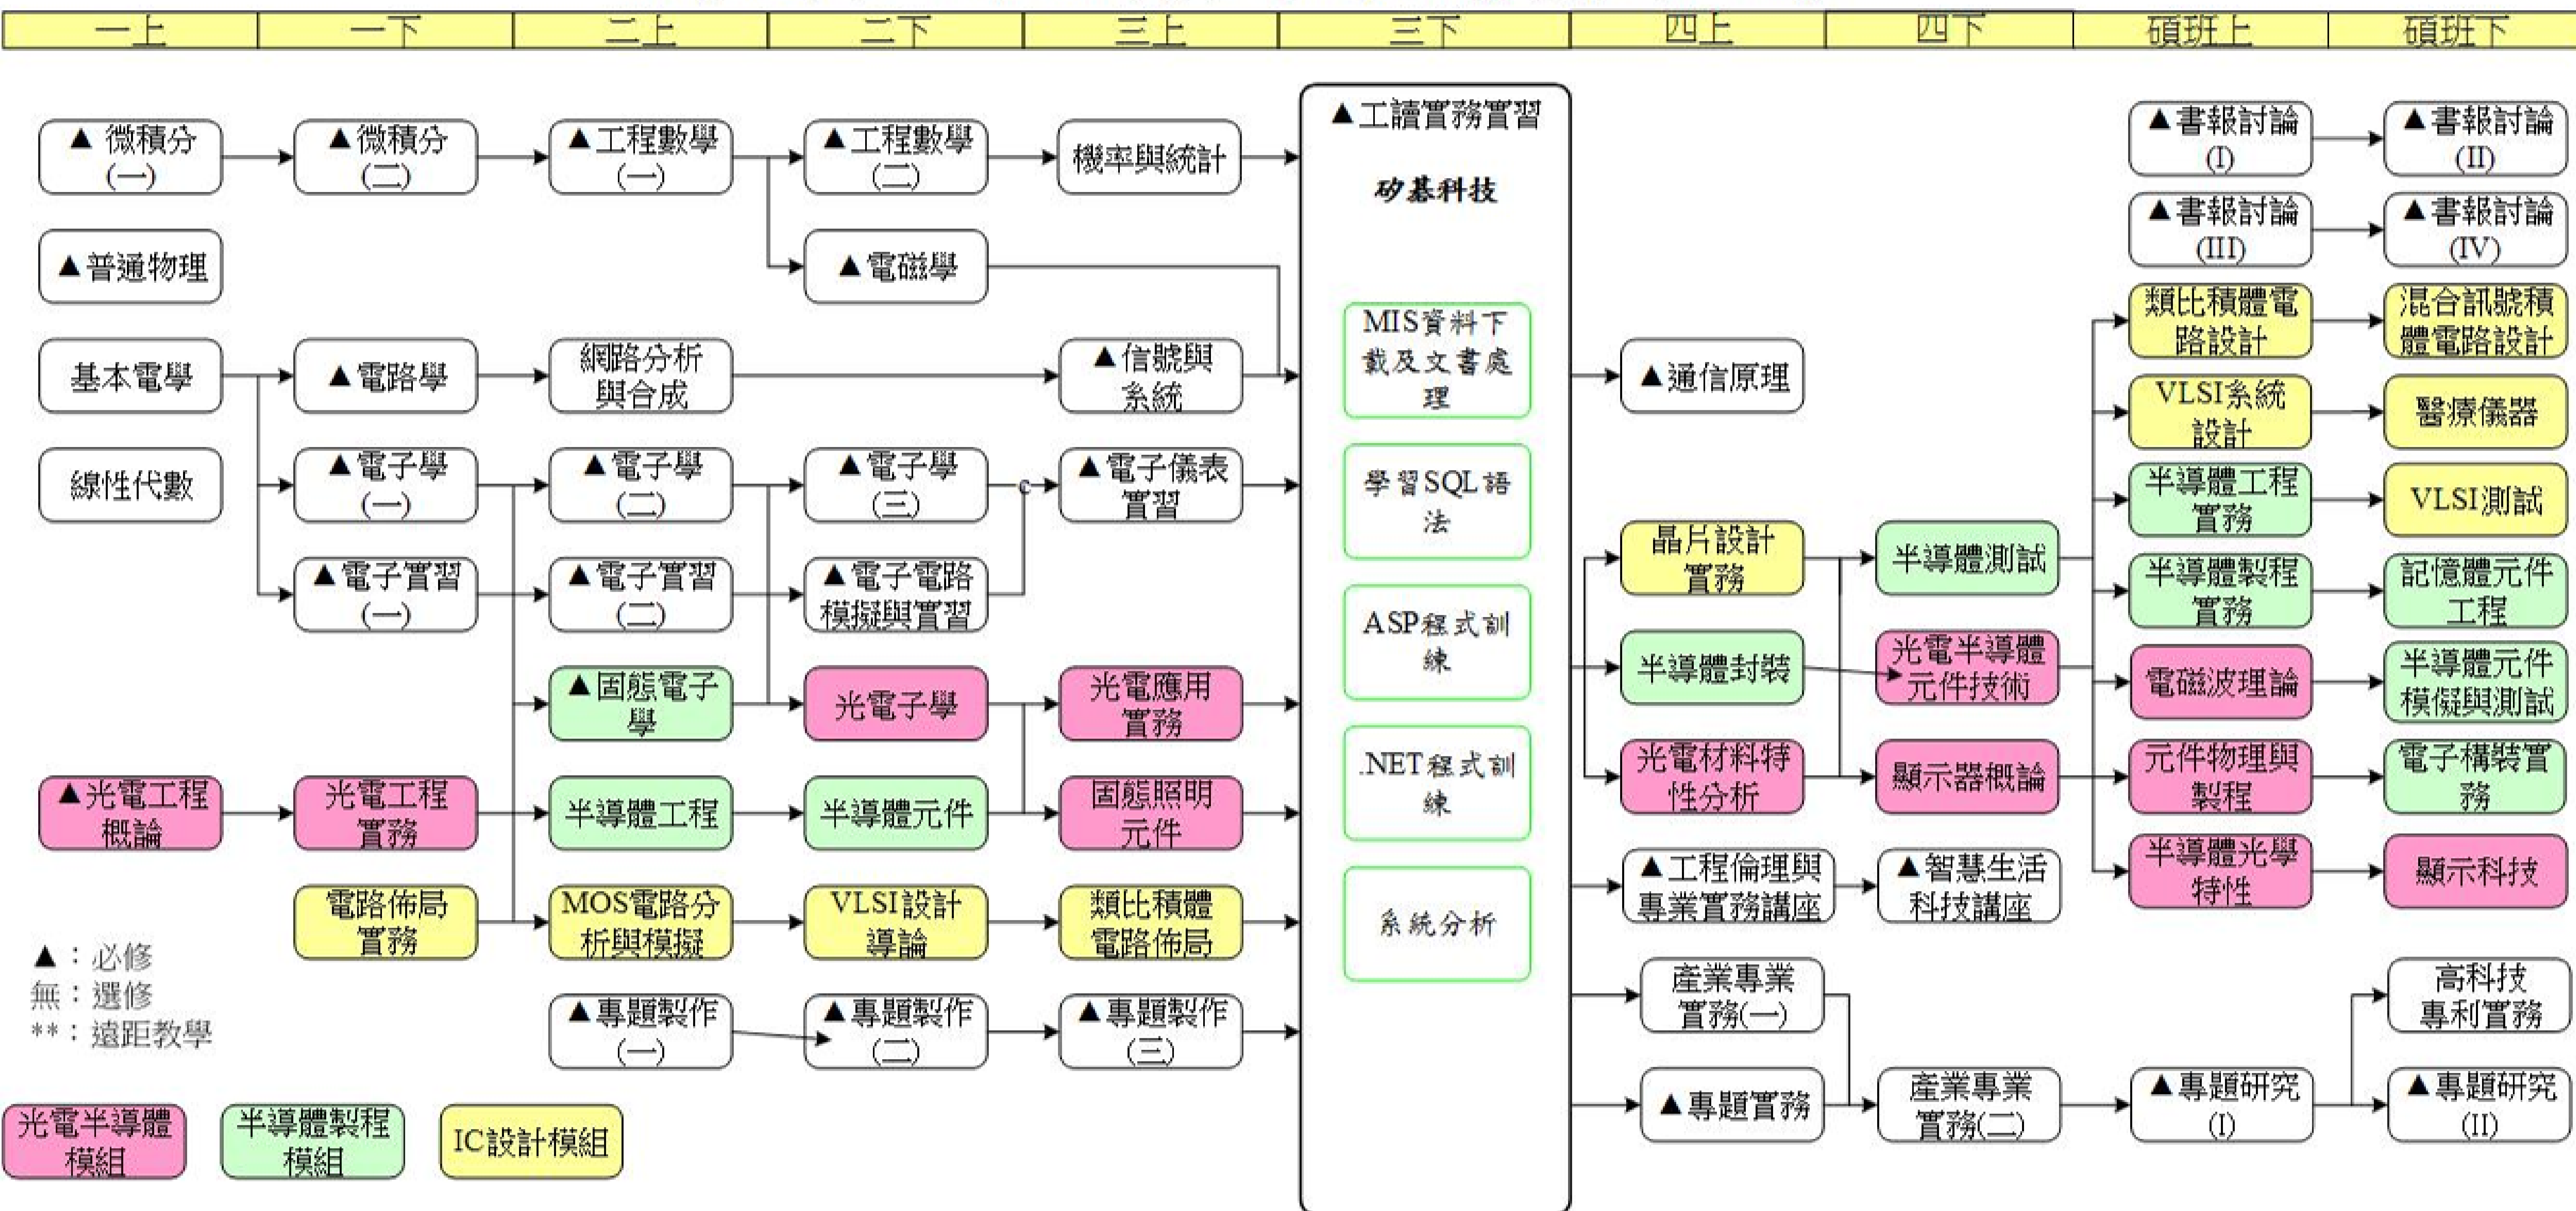 一上
一下
二上
二下
三上
三下
四上
四下
碩班上
碩班下
▲ 微積分
(一)
▲微積分
(二)
▲工程數學
(一)
▲工程數學
(二)
機率與統計
▲工讀實務實習
矽碁科技
▲書報討論
(I)
▲書報討論
(II)
▲書報討論
(III)
▲書報討論
(IV)
▲普通物理
▲電磁學
基本電學
▲電路學
網路分析
與合成
▲信號與
系統
MIS資料下
載及文書處
理
▲通信原理
類比積體電
路設計
混合訊號積
體電路設計
VLSI系統
設計
醫療儀器
線性代數
▲電子學
(一)
▲電子學
(二)
▲電子學
(三)
c
▲電子儀表
實習
學習SQL語
法
半導體工程
實務
VLSI測試
▲電子實習
(一)
▲電子實習
(二)
▲電子電路
模擬與實習
ASP程式訓
練
晶片設計
實務
半導體測試
半導體製程
實務
記憶體元件
工程
▲固態電子
學
光電子學
光電應用
實務
半導體封裝
光電半導體
元件技術
電磁波理論
半導體元件
模擬與測試
▲光電工程
概論
光電工程
實務
半導體工程
半導體元件
固態照明
元件
.NET程式訓
練
光電材料特
性分析
顯示器概論
元件物理與
製程
電子構裝實
務
電路佈局
實務
MOS電路分
析與模擬
VLSI設計
導論
類比積體
電路佈局
系統分析
▲工程倫理與
專業實務講座
▲智慧生活
科技講座
半導體光學
特性
顯示科技
▲：必修
無：選修
**：遠距教學
▲專題製作
(一)
▲專題製作
(二)
▲專題製作
(三)
產業專業
實務(一)
高科技
專利實務
▲專題實務
產業專業
實務(二)
▲專題研究
(I)
▲專題研究
(II)
光電半導體
模組
半導體製程
模組
IC設計模組